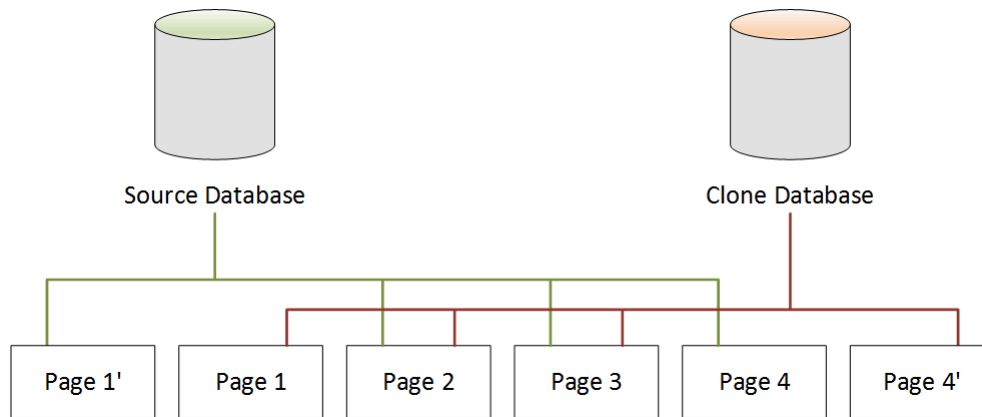 Source Database
Clone Database
Page 1'
Page 1
Page 2
Page 3
Page 4
Page 4'